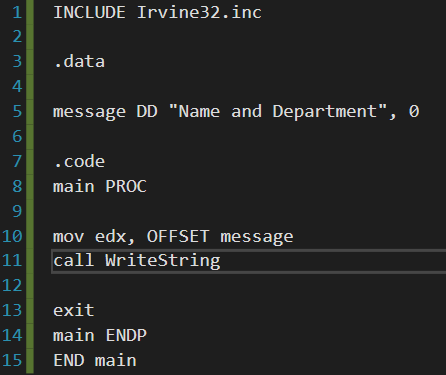 1 INCLUDE Irvine32.inc
2
3 .data
4
5 message DD "Name and Department", 0
6
7 .code
8 main PROC
9
10 mov edx, OFFSET message
11 call WriteString
12
13 exit
14 main ENDP
15 END main